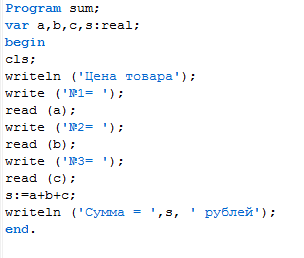 Program sum;
var a,b,c,s:real;
begin
cls;
writeln ('Цена товара');
write ('№1= ');
read (a);
write ('№2= ');
read (b);
write ('№3= ');
read (c);
s:=a+b+c;
writeln ('Сумма = ',s, ' рублей');
end.